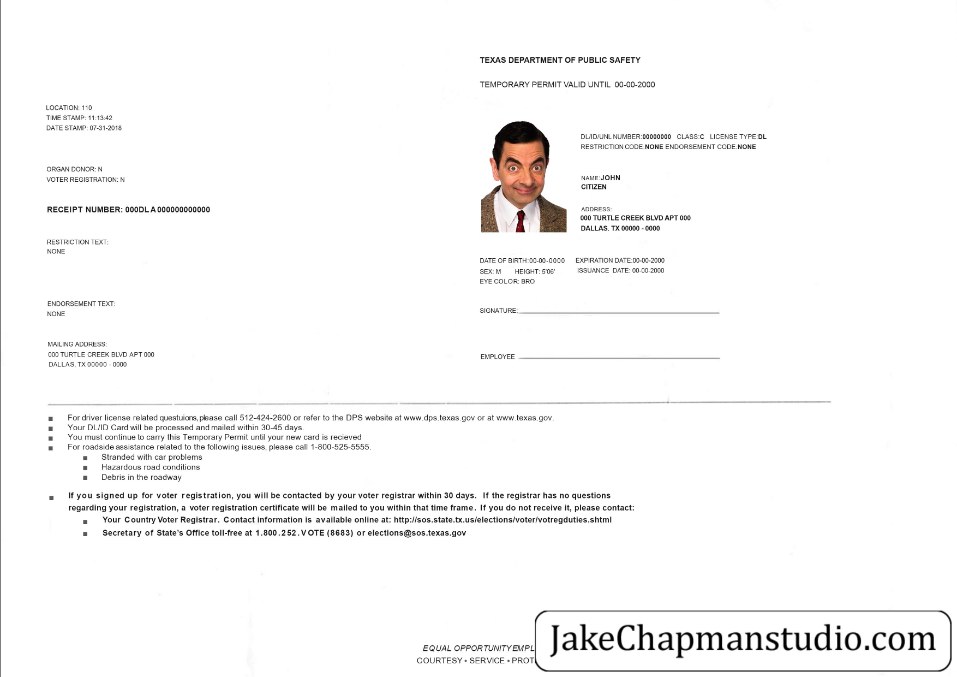 TEXAS DEPARTMENT OF PUBLIC SAFETY
TEMPORARY PERMIT VALID UNTIL 00-00-2000
LOCATION: 110
TIME STAMP: 11:13:42
DATE STAMP: 07-31-2018
ORGAN DONOR: N
VOTER REGISTRATION; N
RECEIPT NUMBER: 000DLA000000000000
RESTRICTION TEXT:
NONE
ENDORSEMENT TEXT:
NONE
MAILING ADDRESS:
000 TURTLE CREEK BLVD APT 000
DALLAS, TX 00000 - 0000
DL/ID/UNL NUMBER:00000000 CLASS:C LICENSE TYPE:DL
RESTRICTION CODE:NONE ENDORSEMENT CODE:NONE
NAME:JOHN
CITIZEN
ADDRESS:
000 TURTLE CREEK BLVD APT 000
DALLAS, TX 00000 - 0000
DATE OF BIRTH:00-00-0000 EXPIRATION DATE:00-00-2000
SEX: M HEIGHT: 5'06' ISSUANCE DATE: 00-00-2000
EYE COLOR: BRO
SIGNATURE:
EMPLOYEE
For driver license related questuions,please call 512-424-2600 or refer to the DPS website at www.dps.texas.gov or at www.texas.gov.
Your DL/ID Card will be processed and mailed within 30-45 days.
You must continue to carry this Temporary Permit until your new card is recieved
For roadside assistance related to the following issues, please call 1-800-525-5555.
Stranded with car problems
Hazardous road conditions
Debris in the roadway
If you signed up for voter registration, you will be contacted by your voter registrar within 30 days. If the registrar has no questions
regarding your registration, a voter registration certificate will be mailed to you within that time frame. If you do not receive it, please contact:
Your Country Voter Registrar. Contact information is available online at: http://sos.state.tx.us/elections/voter/votregduties.shtml
Secretary of State's Office toll-free at 1.800.252.VOTE (8683) or elections@sos.texas.gov
EQUAL OPPORTUNITY EMPL
COURTESY • SERVICE • PROT
JakeChapmanstudio.com